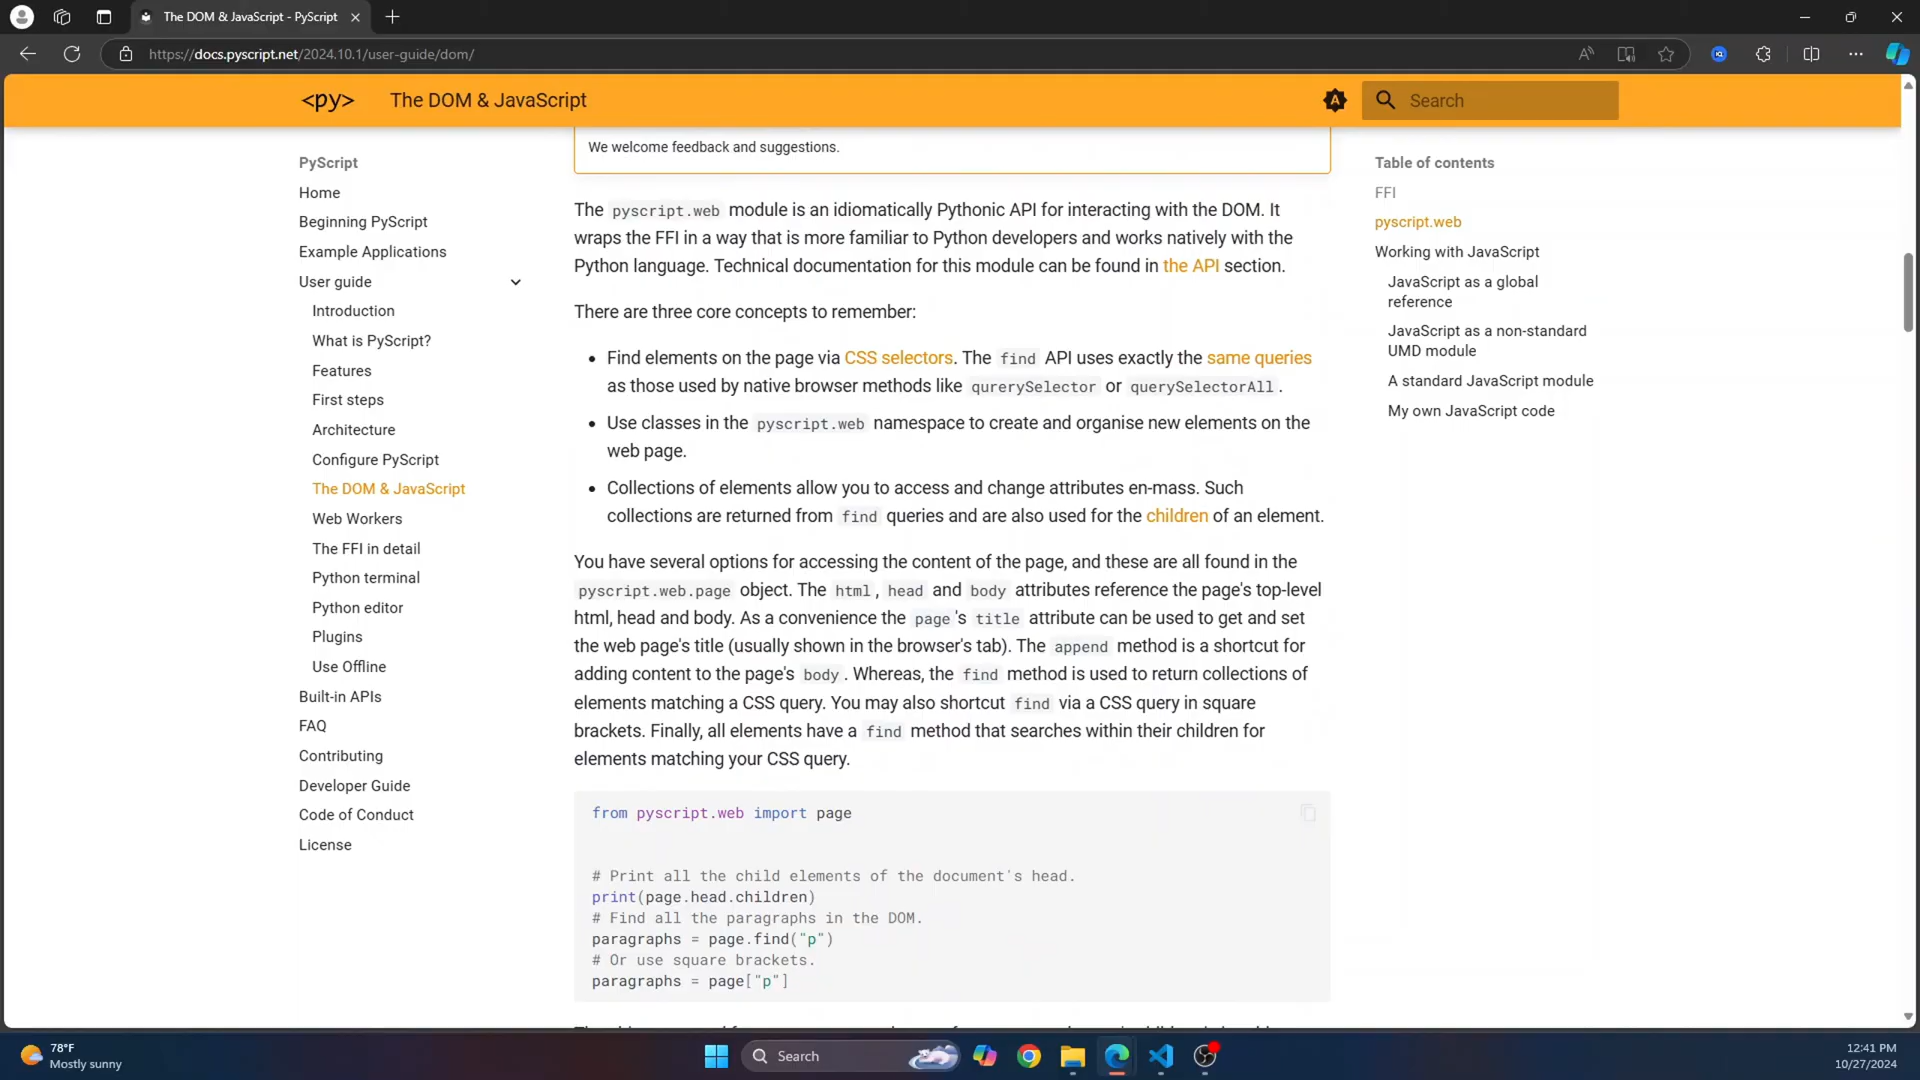 The DOM & JavaScript - PyScript
https://docs.pyscript.net/2024.10.1/user-guide/dom/
<py>
The DOM & JavaScript
A
Search
PyScript
Home
Beginning PyScript
Example Applications
User guide
Introduction
What is PyScript?
Features
First steps
Architecture
Configure PyScript
The DOM & JavaScript
Web Workers
The FFI in detail
Python terminal
Python editor
Plugins
Use Offline
Built-in APIs
FAQ
Contributing
Developer Guide
Code of Conduct
License
We welcome feedback and suggestions.
The pyscript.web module is an idiomatically Pythonic API for interacting with the DOM. It
wraps the FFI in a way that is more familiar to Python developers and works natively with the
Python language. Technical documentation for this module can be found in the API section.
There are three core concepts to remember:
• Find elements on the page via CSS selectors. The find API uses exactly the same queries
as those used by native browser methods like qurerySelector or querySelectorAll.
• Use classes in the pyscript.web namespace to create and organise new elements on the
web page.
• Collections of elements allow you to access and change attributes en-mass. Such
collections are returned from find queries and are also used for the children of an element.
You have several options for accessing the content of the page, and these are all found in the
pyscript.web.page object. The html, head and body attributes reference the page's top-level
html, head and body. As a convenience the page's title attribute can be used to get and set
the web page's title (usually shown in the browser's tab). The append method is a shortcut for
adding content to the page's body. Whereas, the find method is used to return collections of
elements matching a CSS query. You may also shortcut find via a CSS query in square
brackets. Finally, all elements have a find method that searches within their children for
elements matching your CSS query.
from pyscript.web import page
# Print all the child elements of the document's head.
print(page.head.children)
# Find all the paragraphs in the DOM.
paragraphs = page.find("p")
# Or use square brackets.
paragraphs = page["p"]
Table of contents
FFI
pyscript.web
Working with JavaScript
JavaScript as a global
reference
JavaScript as a non-standard
UMD module
A standard JavaScript module
My own JavaScript code
78°F
Mostly sunny
Search
12:41 PM
10/27/2024